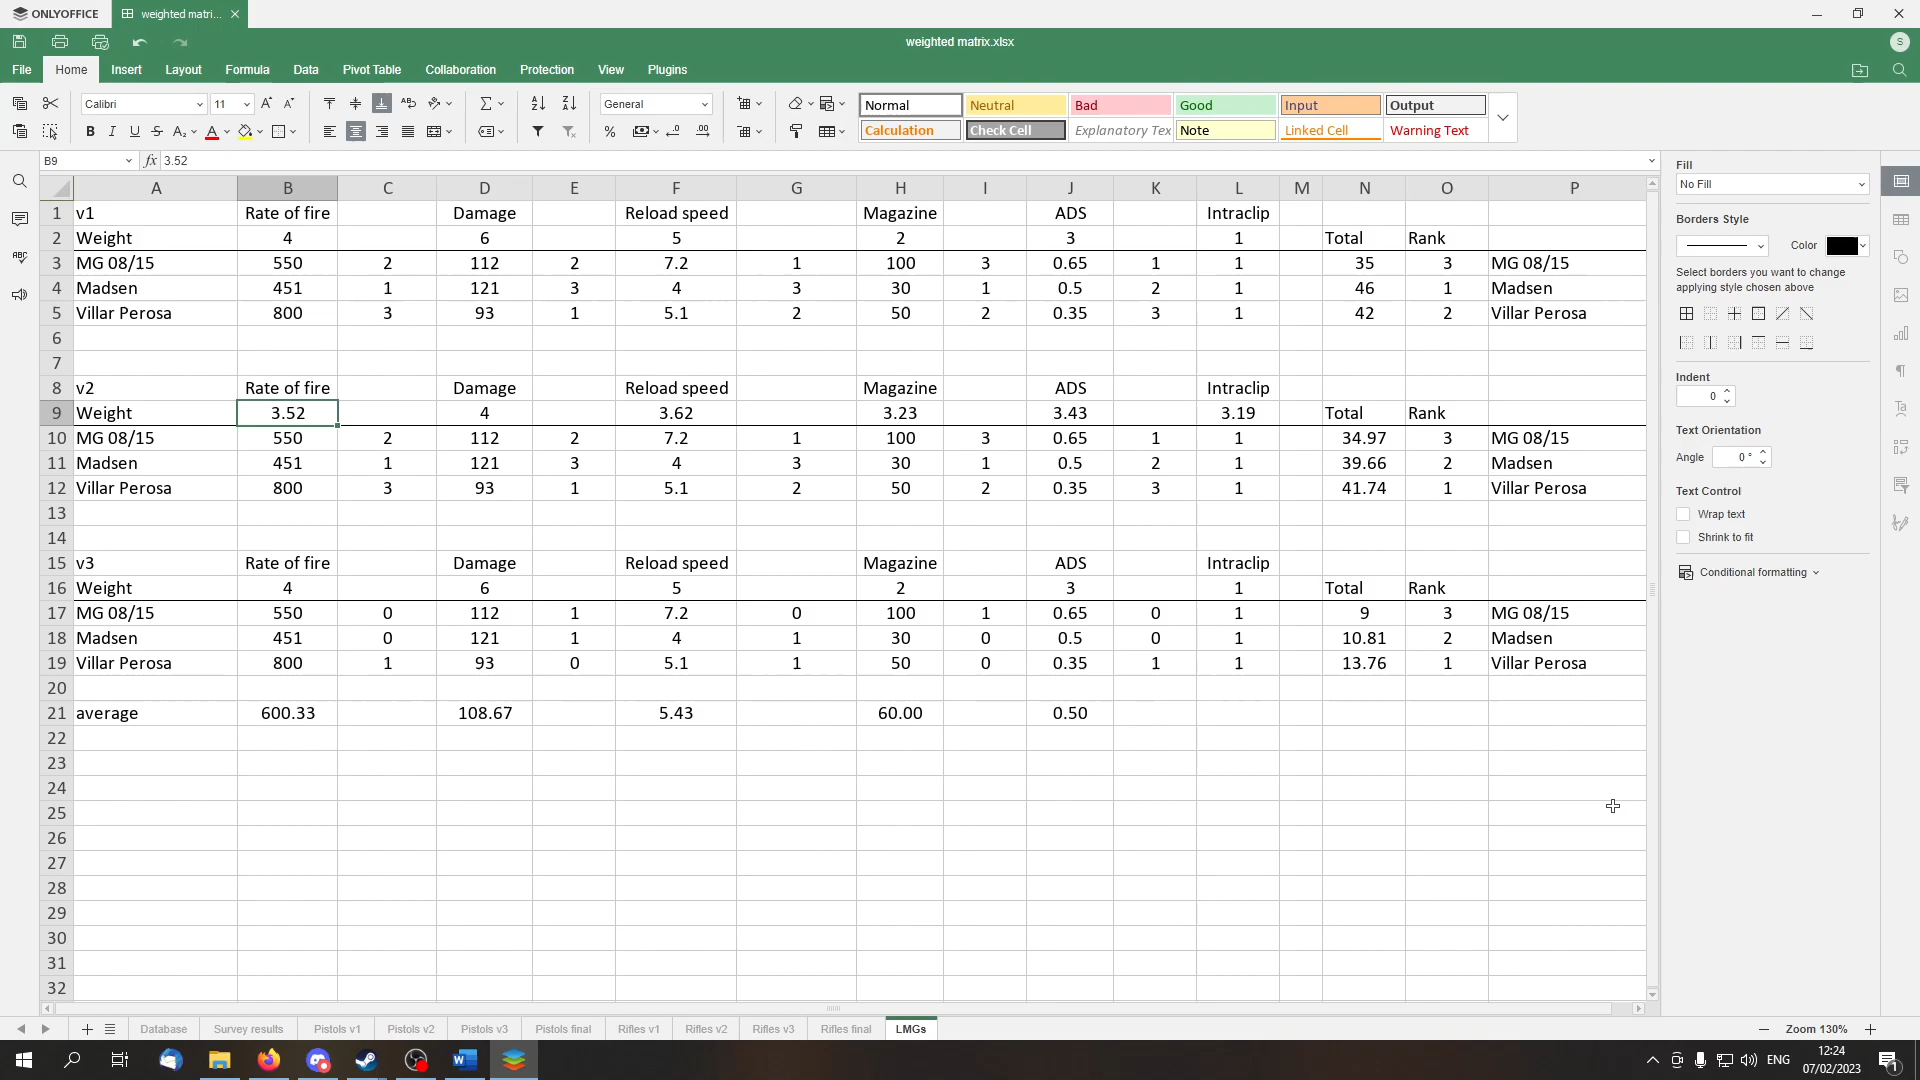 ONLYOFFICE weighted matri...
weighted matrix.xlsx S
File Home Insert Layout Formula Data Pivot Table Collaboration Protection View Plugins
Calibri 11 General Normal Neutral Bad Good Input Output
Calculation Check Cell Explanatory Tex Note Linked Cell Warning Text
B9 fx 3.52
A B C D E F G H I J K L M N O P
1 v1 Rate of fire Damage Reload speed Magazine ADS Intraclip
2 Weight 4 6 5 2 3 1 Total Rank
3 MG 08/15 550 2 112 2 7.2 1 100 3 0.65 1 1 35 3 MG 08/15
4 Madsen 451 1 121 3 4 3 30 1 0.5 2 1 46 1 Madsen
5 Villar Perosa 800 3 93 1 5.1 2 50 2 0.35 3 1 42 2 Villar Perosa
6
7
8 v2 Rate of fire Damage Reload speed Magazine ADS Intraclip
9 Weight 3.52 4 3.62 3.23 3.43 3.19 Total Rank
10 MG 08/15 550 2 112 2 7.2 1 100 3 0.65 1 1 34.97 3 MG 08/15
11 Madsen 451 1 121 3 4 3 30 1 0.5 2 1 39.66 2 Madsen
12 Villar Perosa 800 3 93 1 5.1 2 50 2 0.35 3 1 41.74 1 Villar Perosa
13
14
15 v3 Rate of fire Damage Reload speed Magazine ADS Intraclip
16 Weight 4 6 5 2 3 1 Total Rank
17 MG 08/15 550 0 112 1 7.2 0 100 1 0.65 0 1 9 3 MG 08/15
18 Madsen 451 0 121 1 4 1 30 0 0.5 0 1 10.81 2 Madsen
19 Villar Perosa 800 1 93 0 5.1 1 50 0 0.35 1 1 13.76 1 Villar Perosa
20
21 average 600.33 108.67 5.43 60.00 0.50
22
23
24
25
26
27
28
29
30
31
32
Fill
No Fill
Borders Style
Color
Select borders you want to change
applying style chosen above
Indent
0
Text Orientation
Angle 0 °
Text Control
Wrap text
Shrink to fit
Conditional formatting
Database Survey results Pistols v1 Pistols v2 Pistols v3 Pistols final Rifles v1 Rifles v2 Rifles v3 Rifles final LMGs Zoom 130%
ENG 12:24
07/02/2023 1